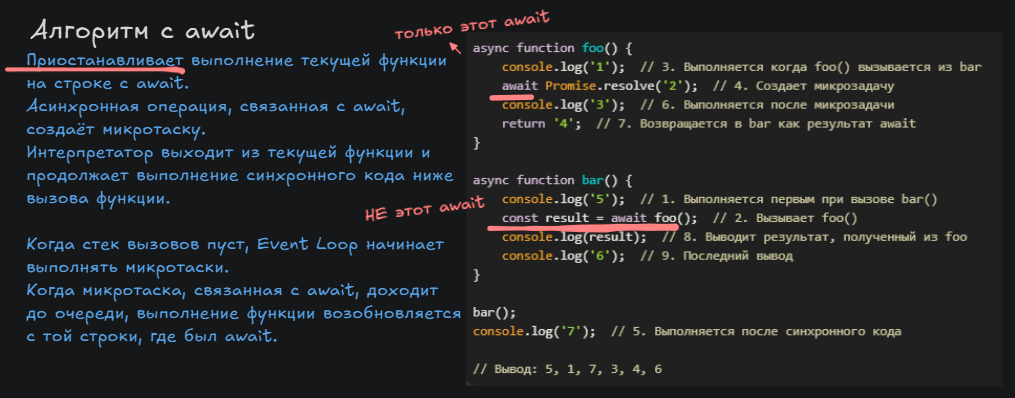 Алгоритм с await
Приостанавливает выполнение текущей функции
на строке с await.
Асинхронная операция, связанная с await,
создаёт микротаску.
Интерпретатор выходит из текущей функции и
продолжает выполнение синхронного кода ниже
вызова функции.
Когда стек вызовов пуст, Event Loop начинает
выполнять микротаски.
Когда микротаска, связанная с await, доходит
до очереди, выполнение функции возобновляется
с той строки, где был await.
только этот await
async function foo() {
    console.log('1');  // 3. Выполняется когда foo() вызывается из bar
    await Promise.resolve('2');  // 4. Создает микрозадачу
    console.log('3');  // 6. Выполняется после микрозадачи
    return '4';  // 7. Возвращается в bar как результат await
}
async function bar() {
    console.log('5');  // 1. Выполняется первым при вызове bar()
НЕ этот await
    const result = await foo();  // 2. Вызывает foo()
    console.log(result);  // 8. Выводит результат, полученный из foo
    console.log('6');  // 9. Последний вывод
}
bar();
console.log('7');  // 5. Выполняется после синхронного кода
// Вывод: 5, 1, 7, 3, 4, 6